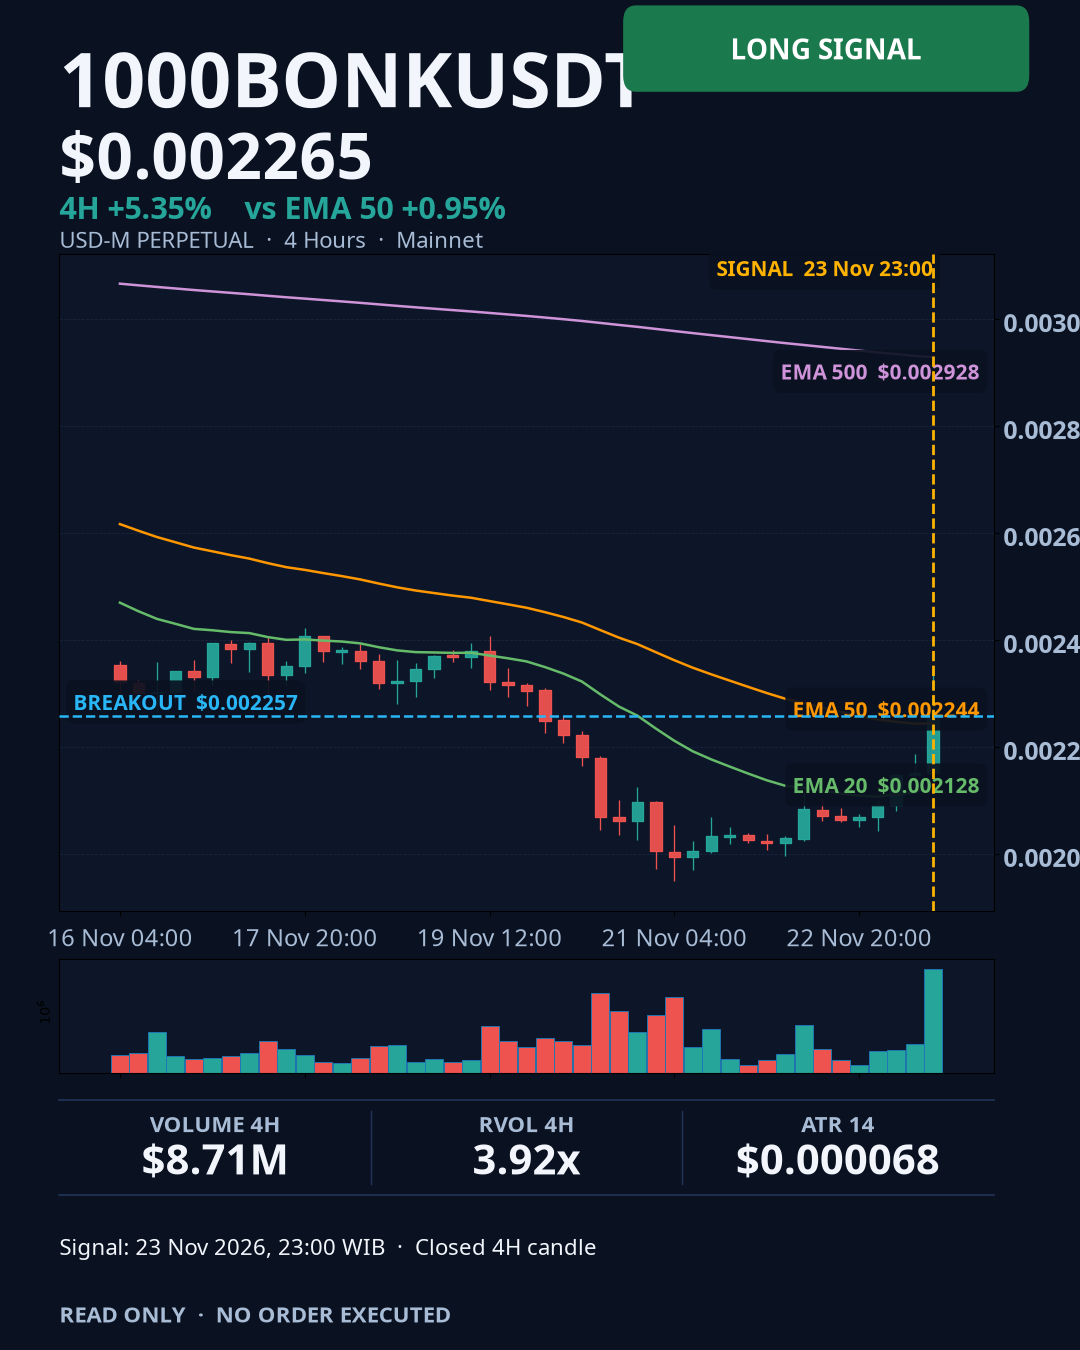 1000BONKUSDT
LONG SIGNAL
$0.002265
4H +5.35% vs EMA 50 +0.95%
USD-M PERPETUAL · 4 Hours · Mainnet
SIGNAL 23 Nov 23:00
0.0030
EMA 500 $0.002928
0.0028
0.0026
0.0024
BREAKOUT $0.002257
EMA 50 $0.002244
0.0022
EMA 20 $0.002128
0.0020
16 Nov 04:00 17 Nov 20:00 19 Nov 12:00 21 Nov 04:00 22 Nov 20:00
10⁶
VOLUME 4H RVOL 4H ATR 14
$8.71M 3.92x $0.000068
Signal: 23 Nov 2026, 23:00 WIB · Closed 4H candle
READ ONLY · NO ORDER EXECUTED